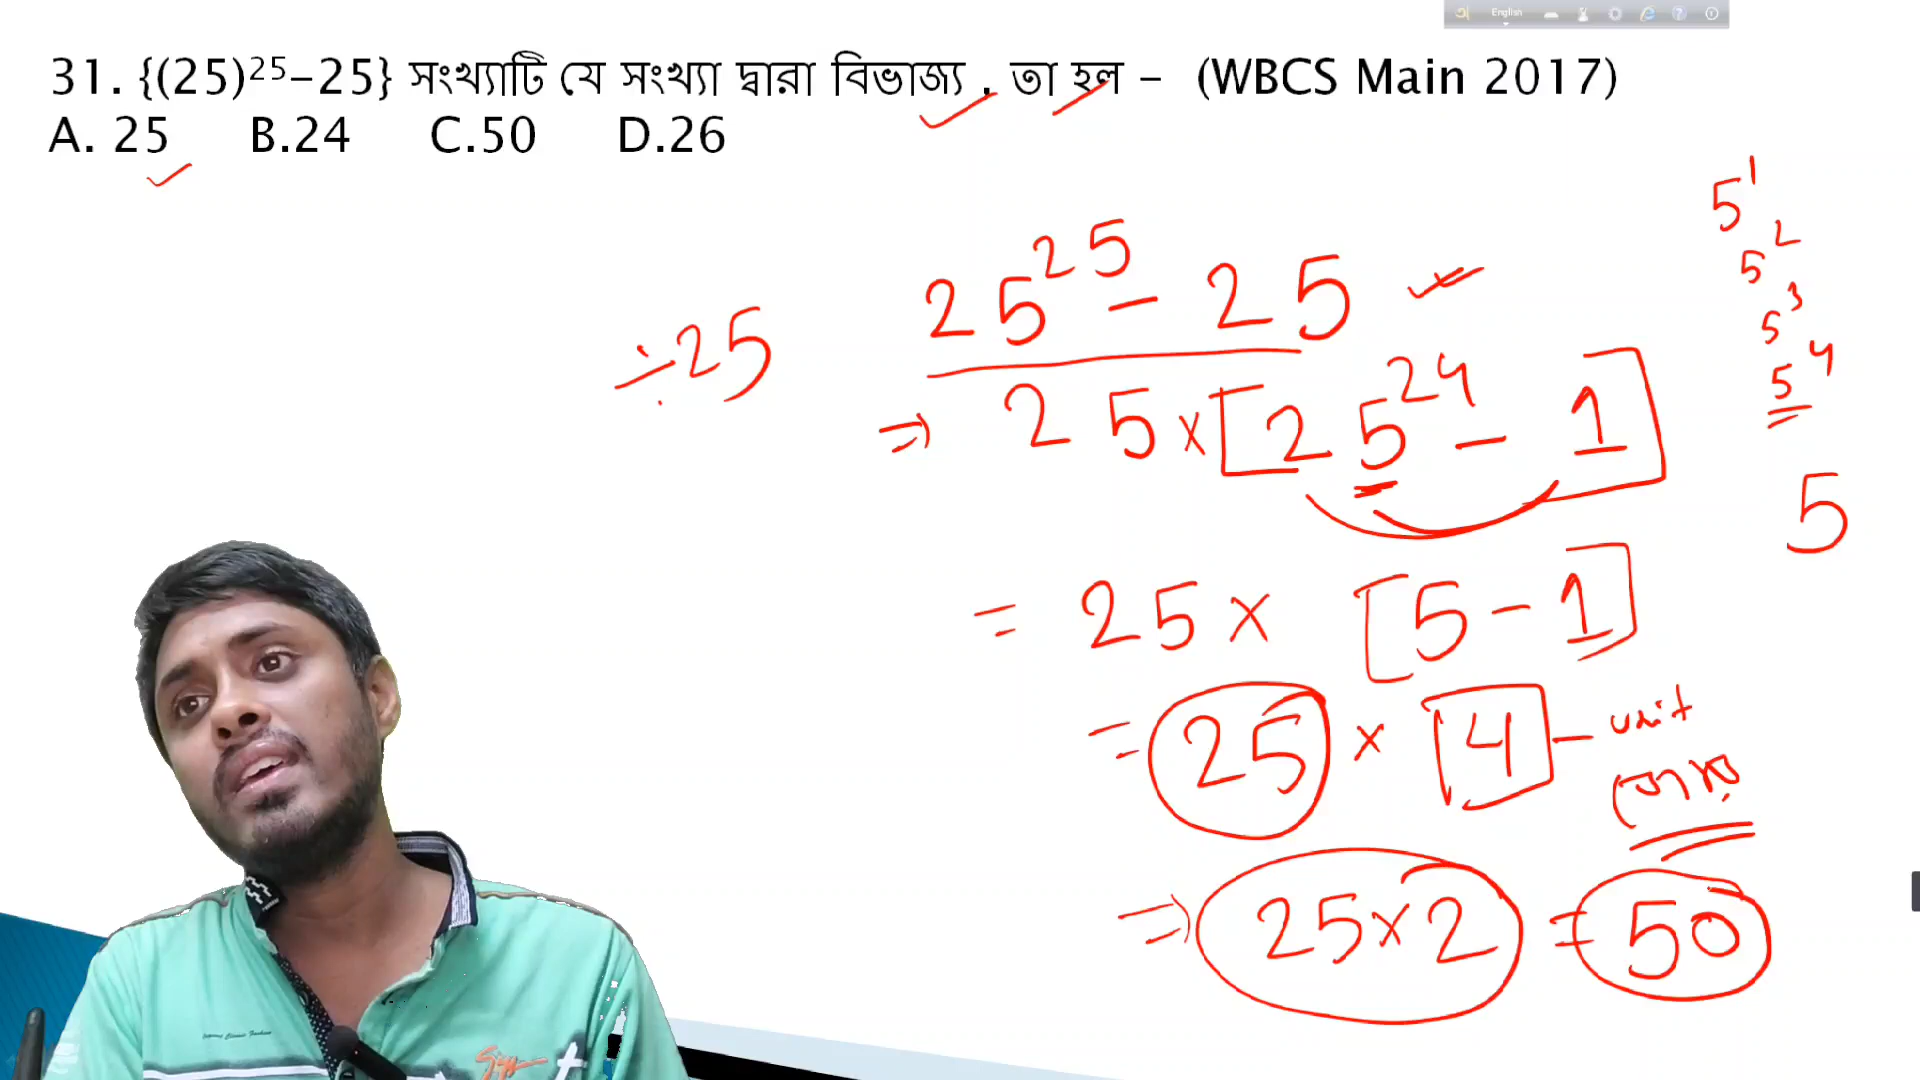 English
31. {(25)²⁵-25} সংখ্যাটি যে সংখ্যা দ্বারা বিভাজ্য , তা হল – (WBCS Main 2017)
A. 25 B.24 C.50 D.26
÷25
25²⁵ - 25
⇒ 25 × [25²⁴ - 1]
= 25 × [5 - 1]
= 25 × [4] - unit
⇒ 25×2 = 50
5¹
5²
5³
5⁴
5